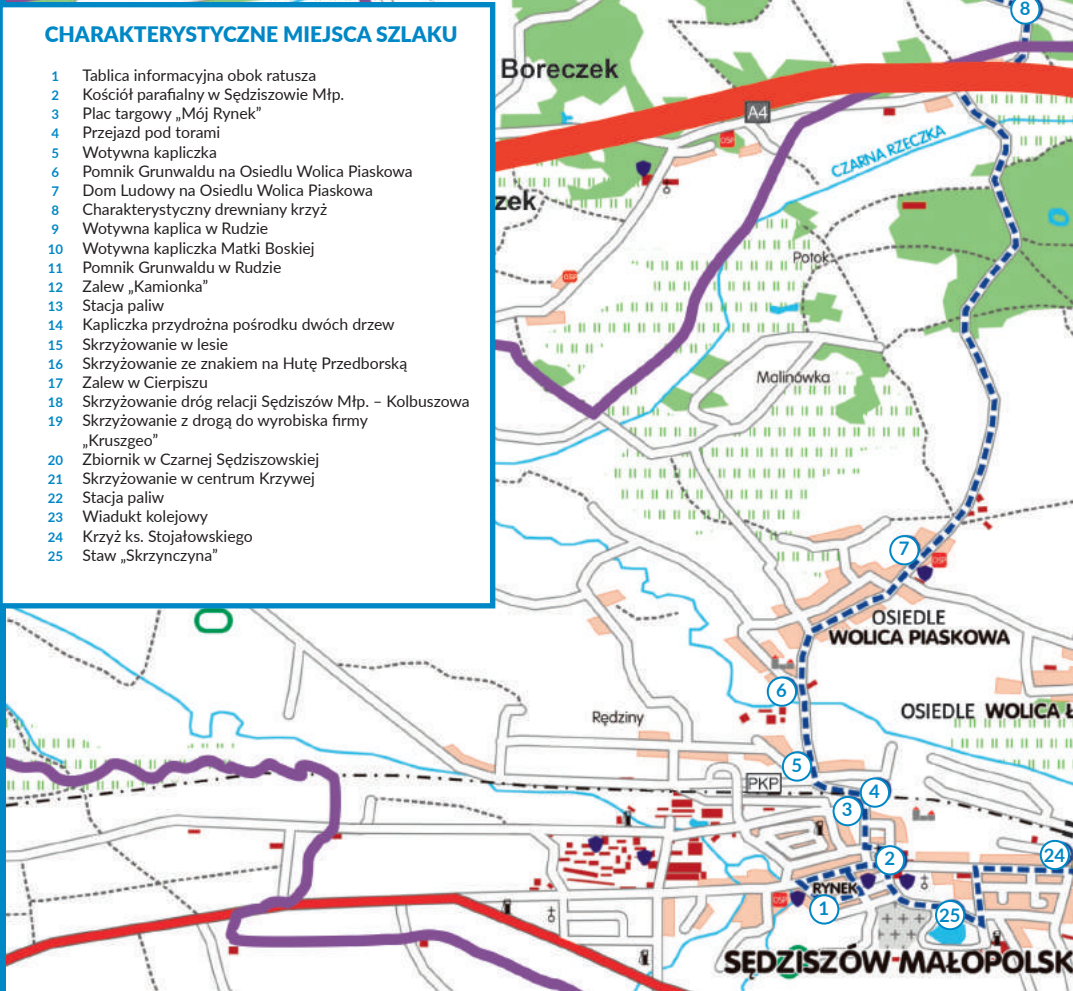 CHARAKTERYSTYCZNE MIEJSCA SZLAKU
1 Tablica informacyjna obok ratusza
2 Kościół parafialny w Sędziszowie Młp.
3 Plac targowy „Mój Rynek”
4 Przejazd pod torami
5 Wotywna kapliczka
6 Pomnik Grunwaldu na Osiedlu Wolica Piaskowa
7 Dom Ludowy na Osiedlu Wolica Piaskowa
8 Charakterystyczny drewniany krzyż
9 Wotywna kaplica w Rudzie
10 Wotywna kapliczka Matki Boskiej
11 Pomnik Grunwaldu w Rudzie
12 Zalew „Kamionka”
13 Stacja paliw
14 Kapliczka przydrożna pośrodku dwóch drzew
15 Skrzyżowanie w lesie
16 Skrzyżowanie ze znakiem na Hutę Przedborską
17 Zalew w Cierpiszu
18 Skrzyżowanie dróg relacji Sędziszów Młp. – Kolbuszowa
19 Skrzyżowanie z drogą do wyrobiska firmy
„Kruszgeo”
20 Zbiornik w Czarnej Sędziszowskiej
21 Skrzyżowanie w centrum Krzywej
22 Stacja paliw
23 Wiadukt kolejowy
24 Krzyż ks. Stojałowskiego
25 Staw „Skrzynczyna”
8
Boreczek
A4
OSP
CZARNA RZECZKA
zek
Potok
OSP
Malinówka
7
OSP
OSIEDLE
WOLICA PIASKOWA
6
OSIEDLE WOLICA Ł
Rędziny
5
PKP
4
3
2
24
RYNEK
OSP
1
25
SĘDZISZÓW MAŁOPOLSK